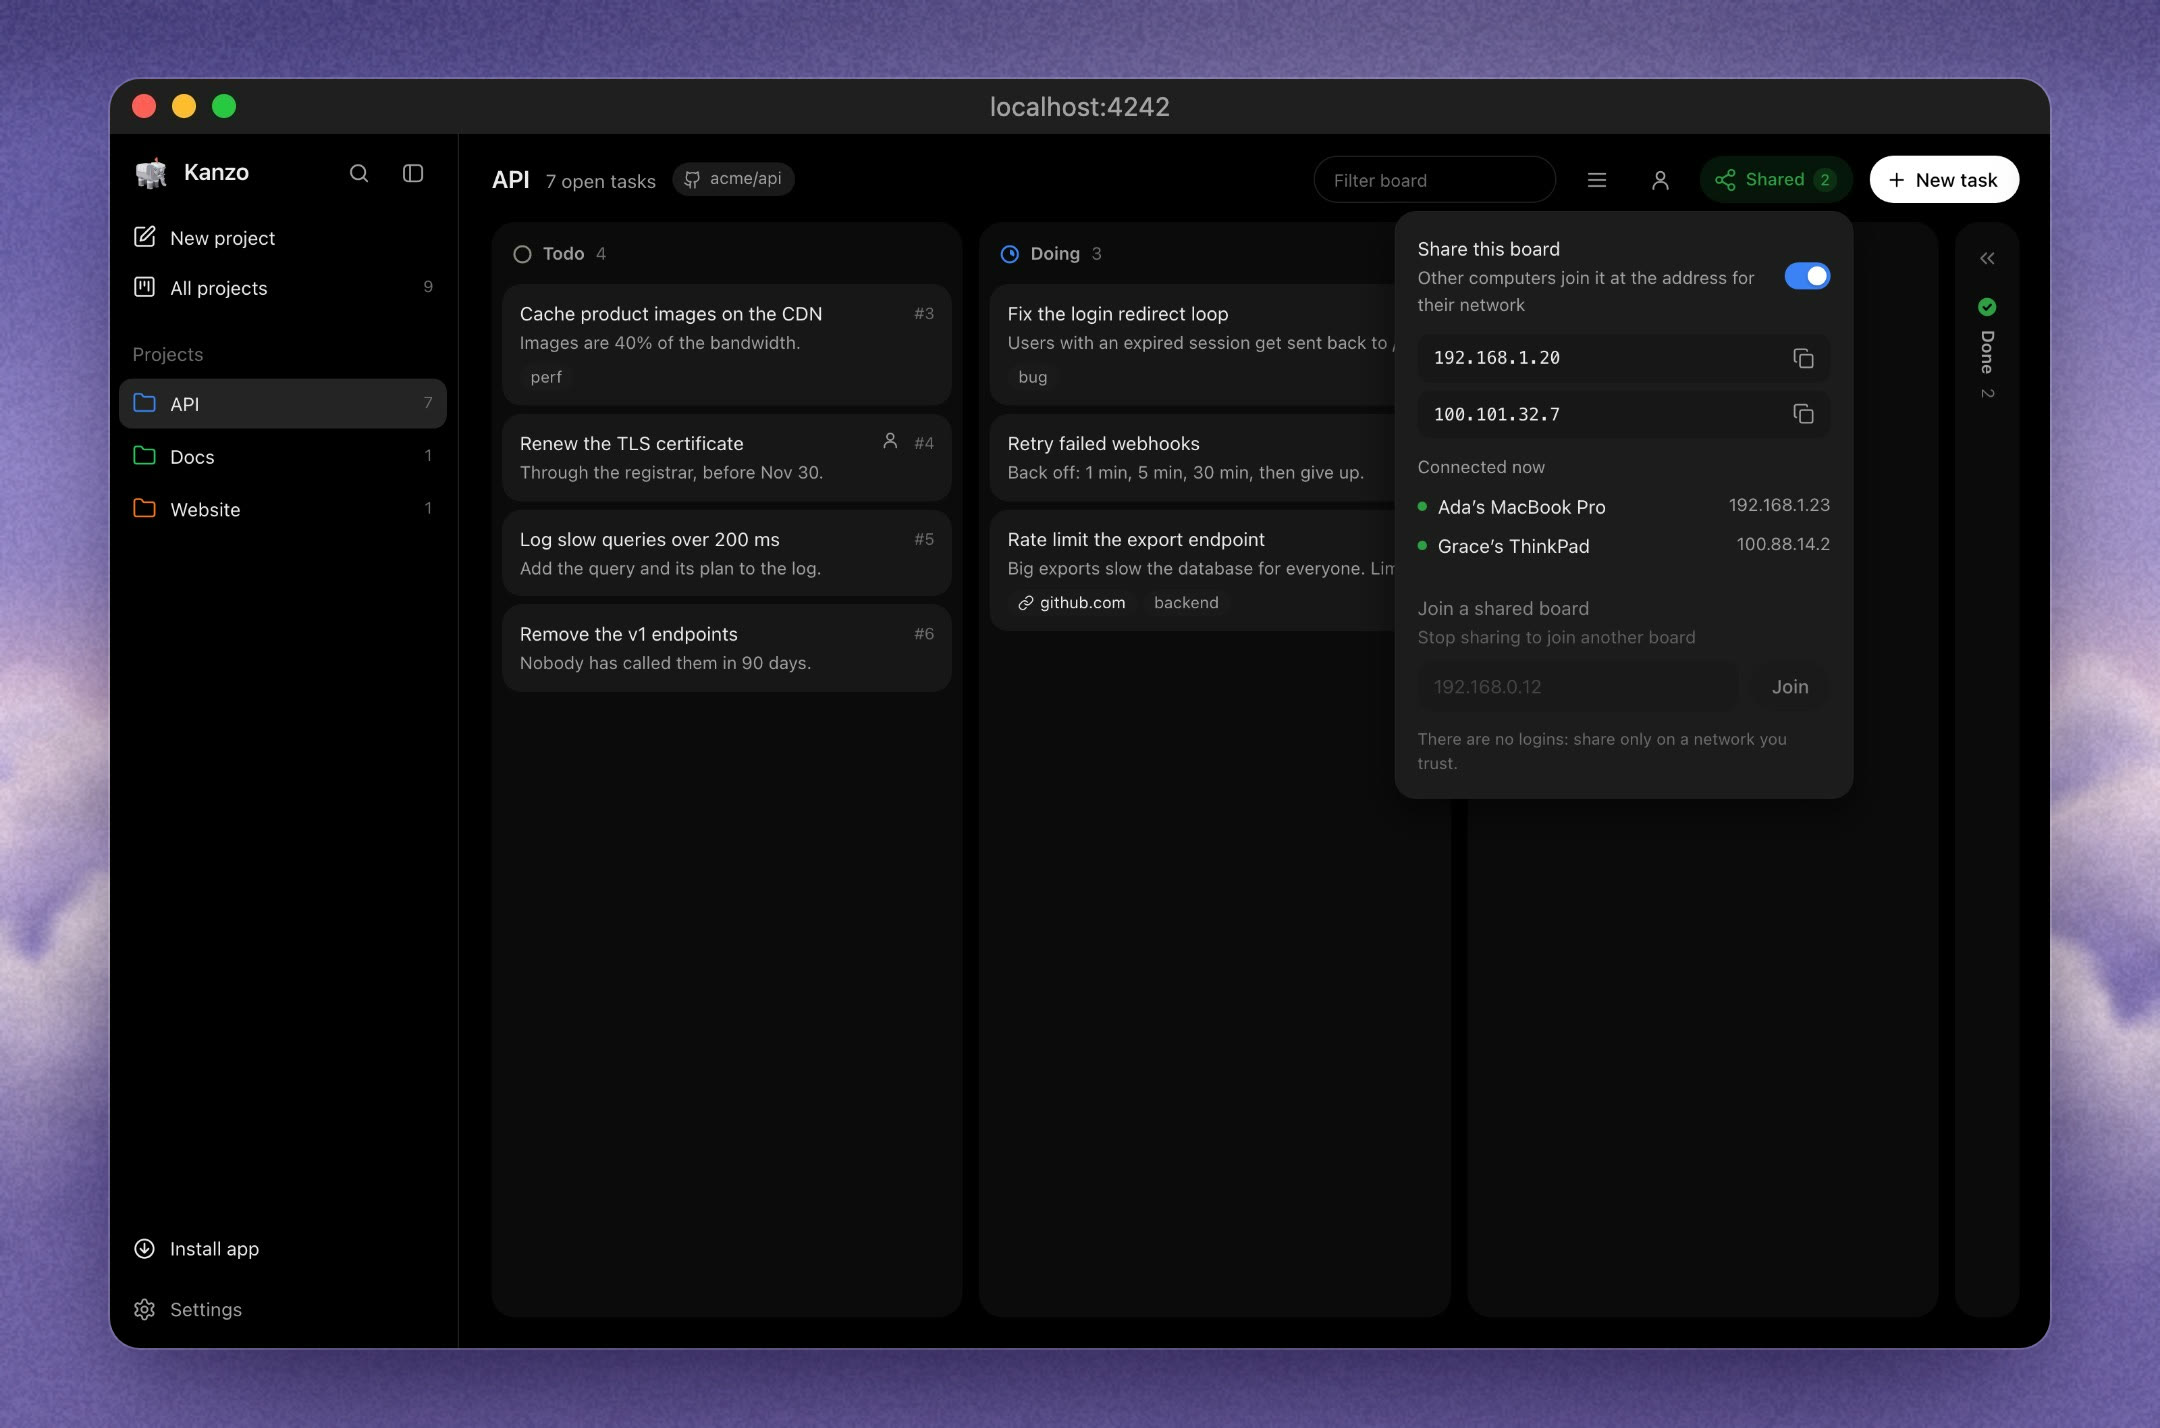 localhost:4242
Kanzo
New project
All projects 9
Projects
API 7
Docs 1
Website 1
Install app
Settings
API 7 open tasks acme/api
Filter board
Shared 2
New task
Todo 4
Cache product images on the CDN #3
Images are 40% of the bandwidth.
perf
Renew the TLS certificate #4
Through the registrar, before Nov 30.
Log slow queries over 200 ms #5
Add the query and its plan to the log.
Remove the v1 endpoints #6
Nobody has called them in 90 days.
Doing 3
Fix the login redirect loop
Users with an expired session get sent back to /
bug
Retry failed webhooks
Back off: 1 min, 5 min, 30 min, then give up.
Rate limit the export endpoint
Big exports slow the database for everyone. Lim
github.com backend
Share this board
Other computers join it at the address for
their network
192.168.1.20
100.101.32.7
Connected now
Ada’s MacBook Pro 192.168.1.23
Grace’s ThinkPad 100.88.14.2
Join a shared board
Stop sharing to join another board
192.168.0.12 Join
There are no logins: share only on a network you
trust.
Done 2